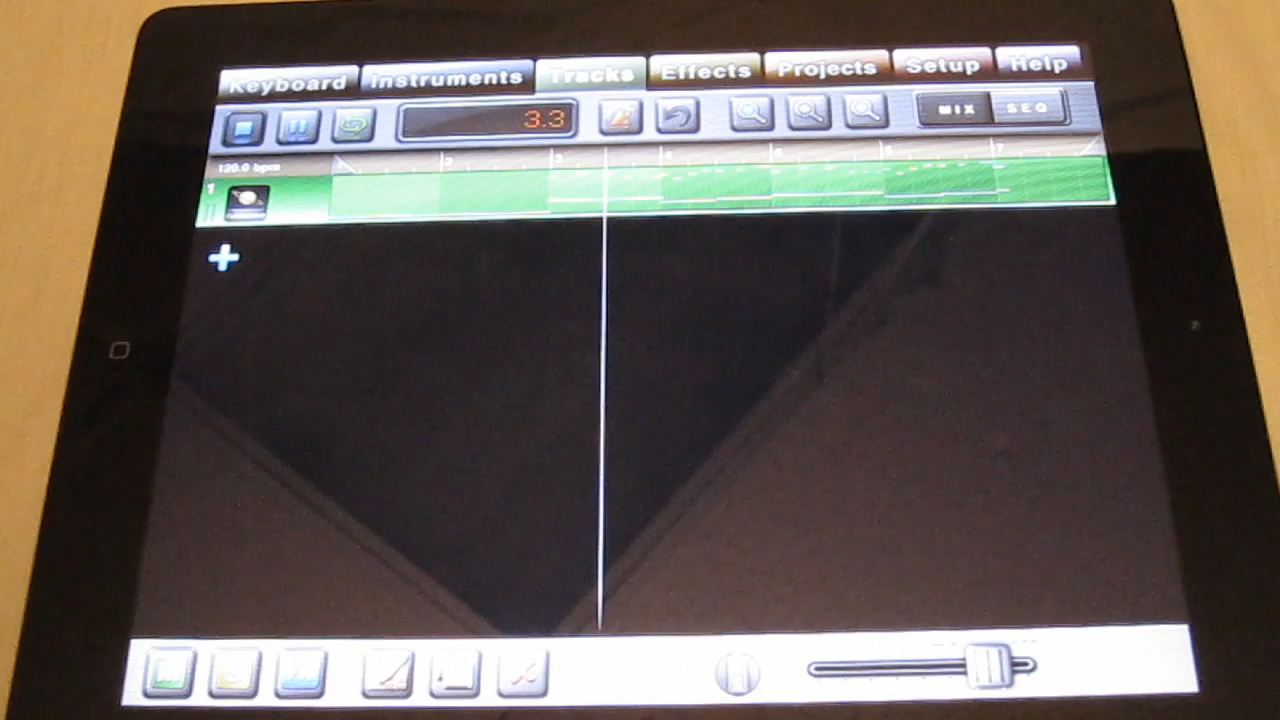 Keyboard Instruments Tracks Effects Projects Setup Help
3.3 MIX SEQ
120.0 bpm 2 3 5 6 7
1